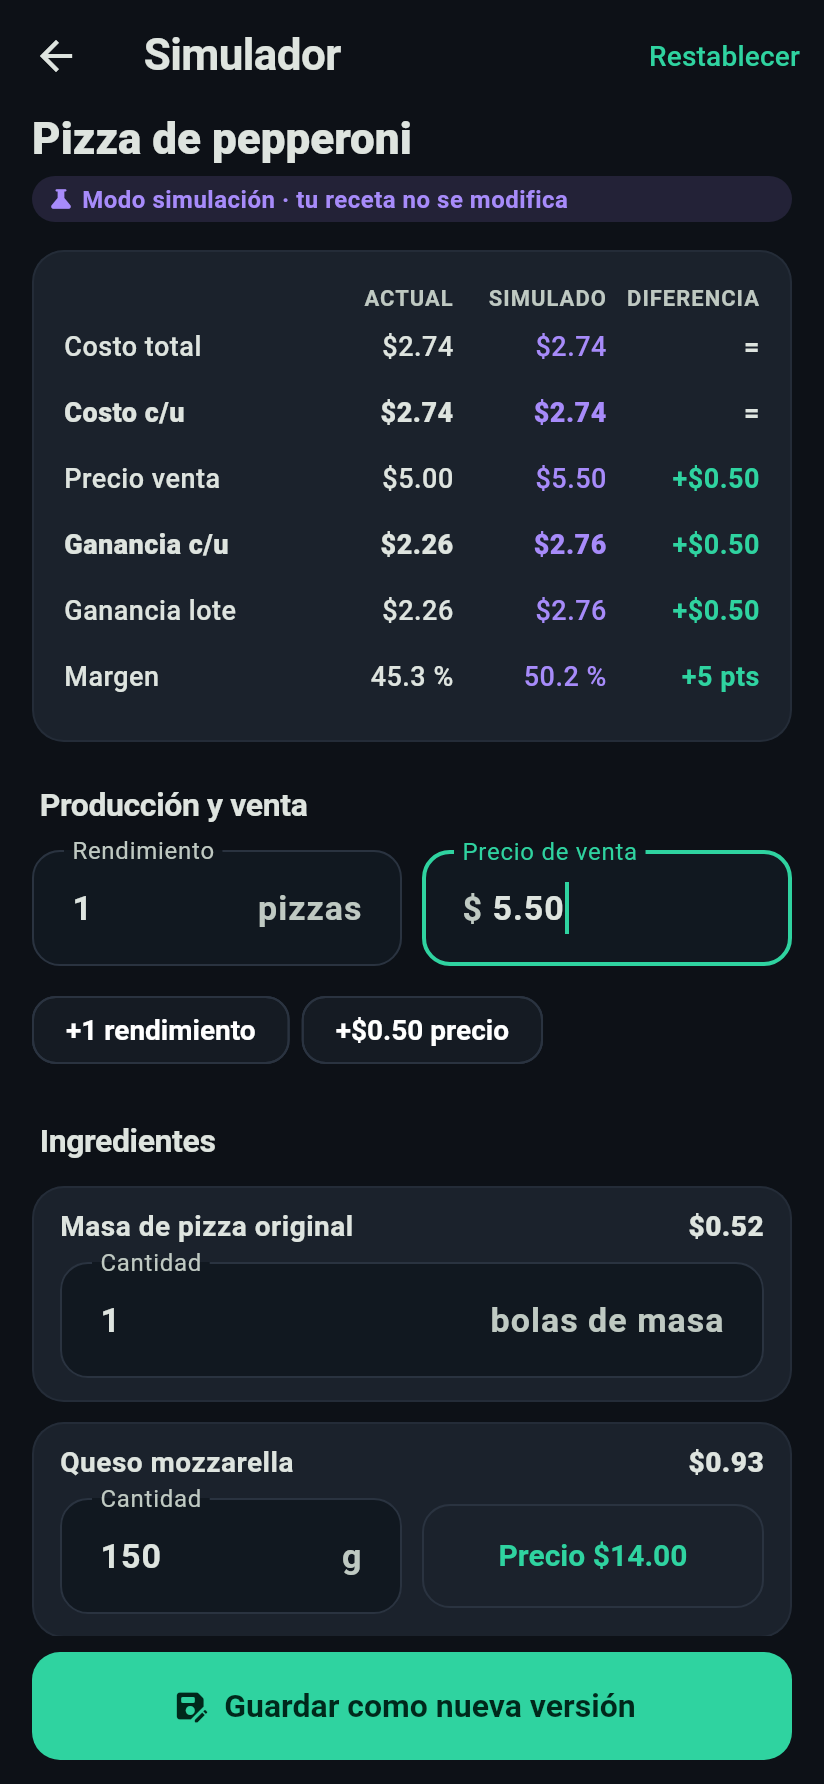 Simulador
Restablecer
Pizza de pepperoni
Modo simulación · tu receta no se modifica
ACTUAL SIMULADO DIFERENCIA
Costo total $2.74 $2.74 =
Costo c/u $2.74 $2.74 =
Precio venta $5.00 $5.50 +$0.50
Ganancia c/u $2.26 $2.76 +$0.50
Ganancia lote $2.26 $2.76 +$0.50
Margen 45.3 % 50.2 % +5 pts
Producción y venta
Rendimiento
1 pizzas
Precio de venta
$ 5.50
+1 rendimiento
+$0.50 precio
Ingredientes
Masa de pizza original $0.52
Cantidad
1 bolas de masa
Queso mozzarella $0.93
Cantidad
150 g
Precio $14.00
Guardar como nueva versión